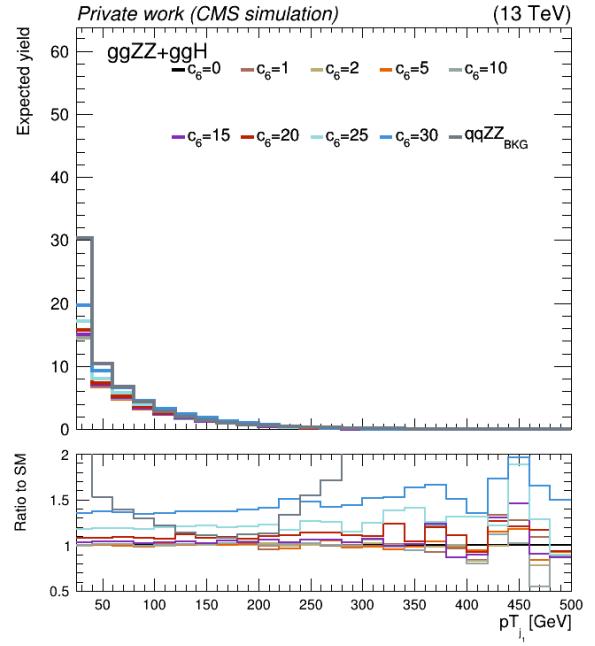 Private work (CMS simulation) (13 TeV)
ggZZ+ggH
c6=0 c6=1 c6=2 c6=5 c6=10
c6=15 c6=20 c6=25 c6=30 qqZZBKG
Expected yield
60
50
40
30
20
10
0
Ratio to SM
2
1.5
1
0.5
50 100 150 200 250 300 350 400 450 500
pTj1 [GeV]